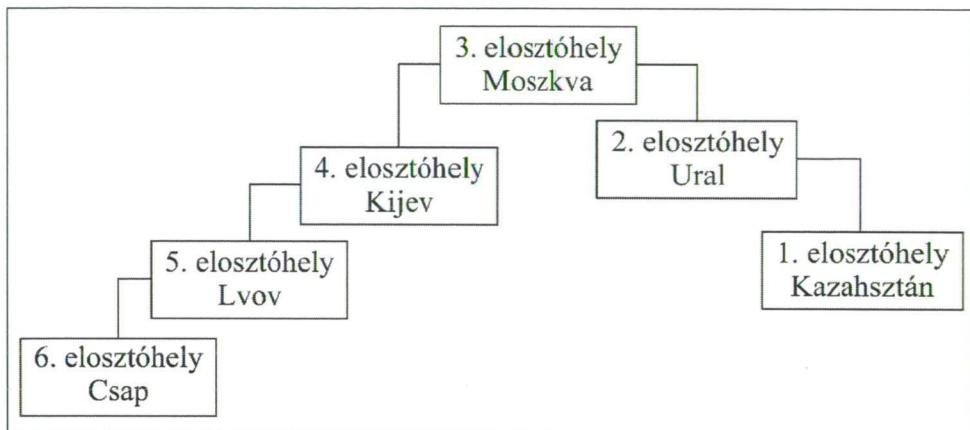 3. elosztóhely
Moszkva
2. elosztóhely
Ural
4. elosztóhely
Kijev
1. elosztóhely
Kazahsztán
5. elosztóhely
Lvov
6. elosztóhely
Csap